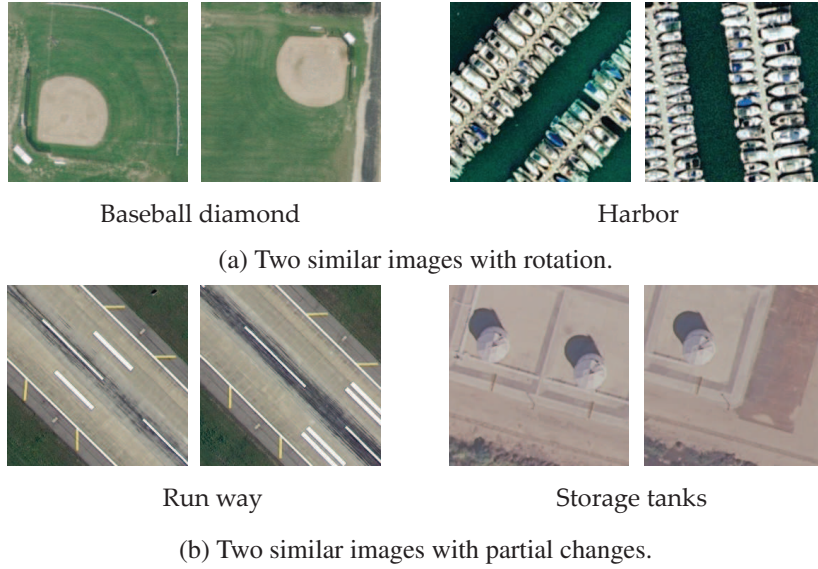 Baseball diamond
Harbor
(a) Two similar images with rotation.
Run way
Storage tanks
(b) Two similar images with partial changes.